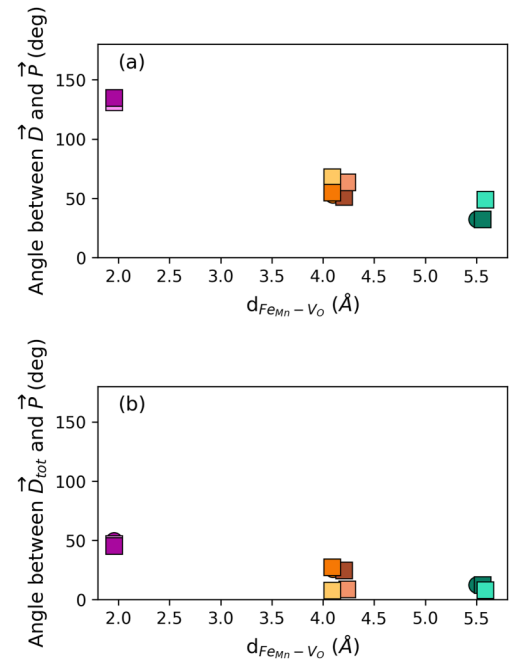 (a)
Angle between D⃗ and P⃗ (deg)
150
100
50
0
2.0 2.5 3.0 3.5 4.0 4.5 5.0 5.5
d_{Fe_{Mn}-V_O} (Å)
(b)
Angle between D⃗_{tot} and P⃗ (deg)
150
100
50
0
2.0 2.5 3.0 3.5 4.0 4.5 5.0 5.5
d_{Fe_{Mn}-V_O} (Å)